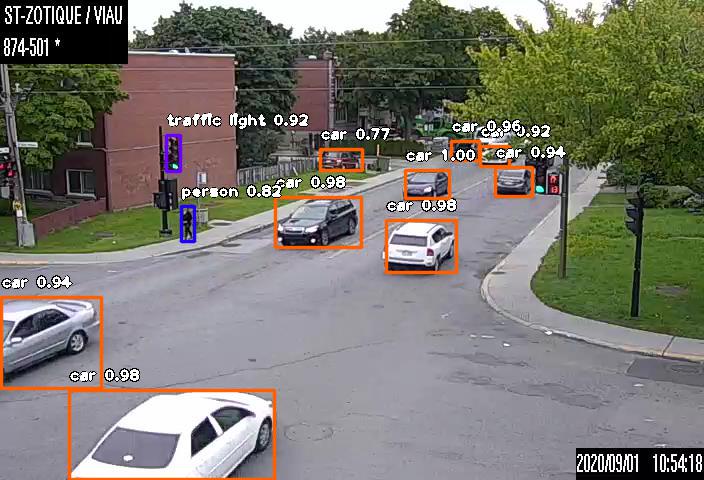 ST-ZOTIQUE / VIAU
874-501 *
traffic light 0.92
car 0.77
car 0.96
car 0.92
car 1.00
car 0.94
person 0.82
car 0.98
car 0.98
car 0.94
car 0.98
13
2020/09/01 10:54:18